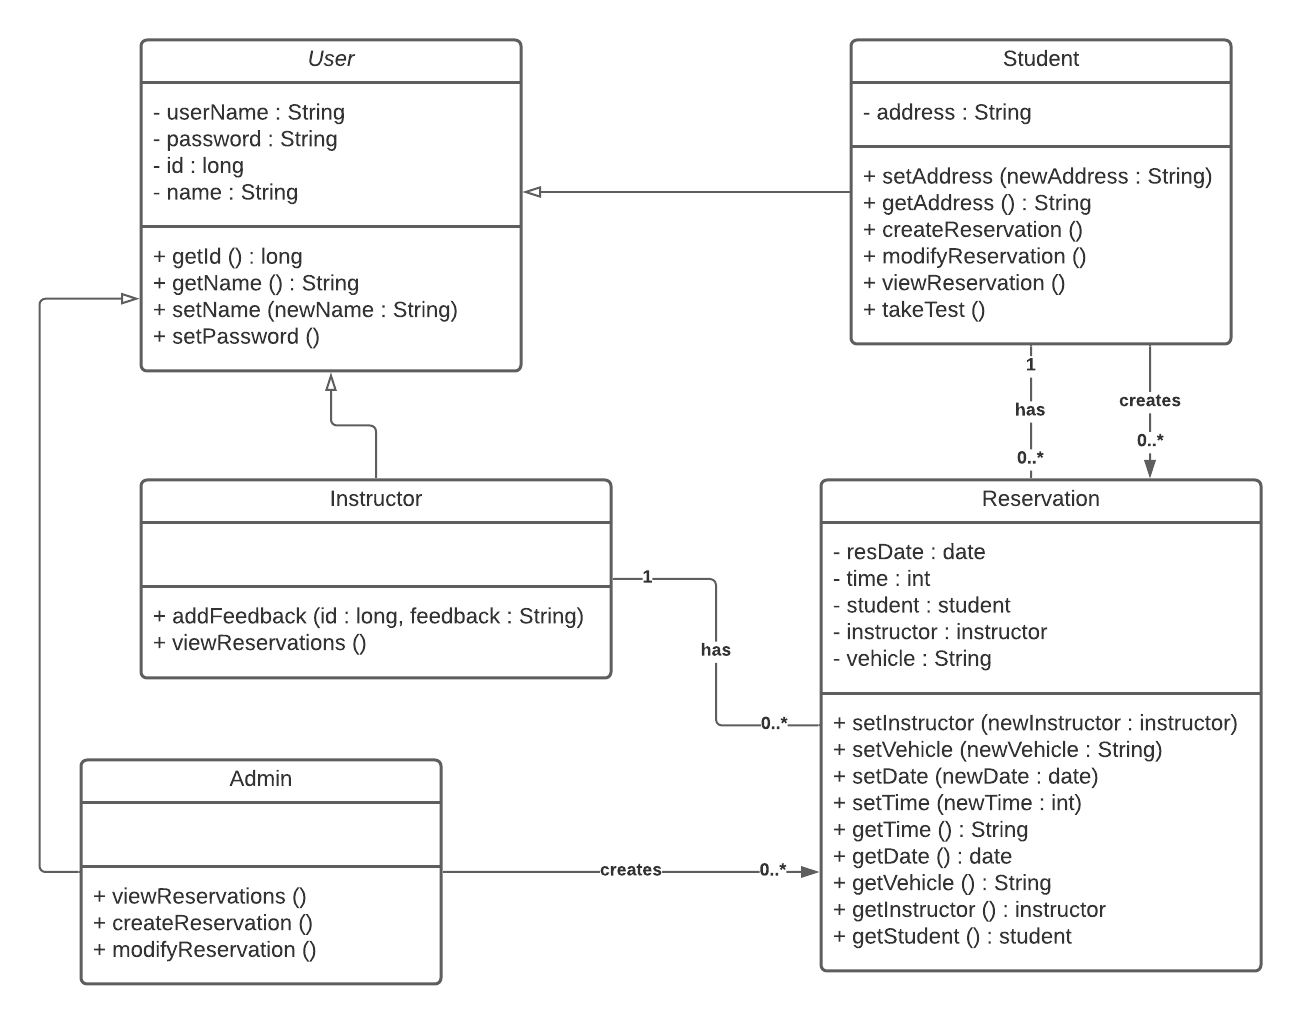 User
- userName : String
- password : String
- id : long
- name : String
+ getId () : long
+ getName () : String
+ setName (newName : String)
+ setPassword ()
Student
- address : String
+ setAddress (newAddress : String)
+ getAddress () : String
+ createReservation ()
+ modifyReservation ()
+ viewReservation ()
+ takeTest ()
1
has
0..*
creates
0..*
Instructor
+ addFeedback (id : long, feedback : String)
+ viewReservations ()
1
has
0..*
Reservation
- resDate : date
- time : int
- student : student
- instructor : instructor
- vehicle : String
+ setInstructor (newInstructor : instructor)
+ setVehicle (newVehicle : String)
+ setDate (newDate : date)
+ setTime (newTime : int)
+ getTime () : String
+ getDate () : date
+ getVehicle () : String
+ getInstructor () : instructor
+ getStudent () : student
Admin
+ viewReservations ()
+ createReservation ()
+ modifyReservation ()
creates
0..*